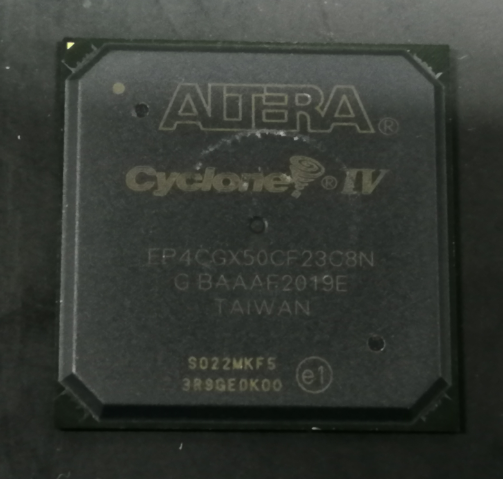 ALTERA®
Cyclone® IV
EP4CGX50CF23C8N
G BAAAF2019E
TAIWAN
S022MKF5
3R9GE0K00
e1